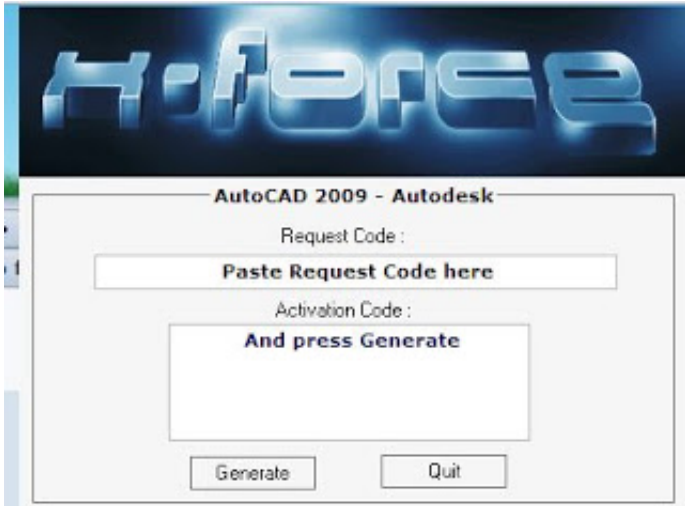 x-force
AutoCAD 2009 - Autodesk
Request Code :
Paste Request Code here
Activation Code :
And press Generate
Generate
Quit